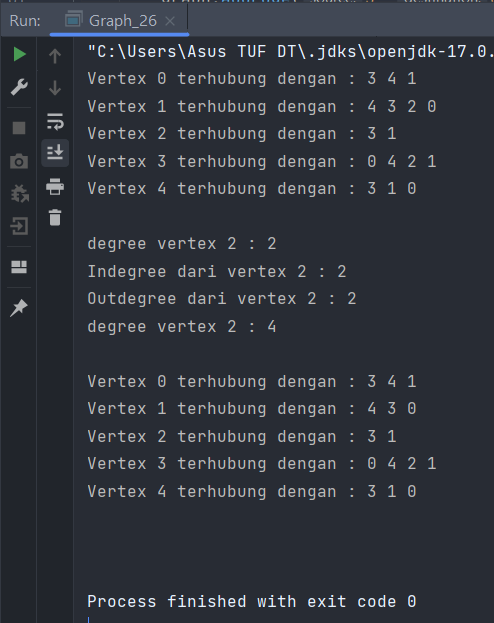 Run: Graph_26
"C:\Users\Asus TUF DT\.jdks\openjdk-17.0.
Vertex 0 terhubung dengan : 3 4 1
Vertex 1 terhubung dengan : 4 3 2 0
Vertex 2 terhubung dengan : 3 1
Vertex 3 terhubung dengan : 0 4 2 1
Vertex 4 terhubung dengan : 3 1 0
degree vertex 2 : 2
Indegree dari vertex 2 : 2
Outdegree dari vertex 2 : 2
degree vertex 2 : 4
Vertex 0 terhubung dengan : 3 4 1
Vertex 1 terhubung dengan : 4 3 0
Vertex 2 terhubung dengan : 3 1
Vertex 3 terhubung dengan : 0 4 2 1
Vertex 4 terhubung dengan : 3 1 0
Process finished with exit code 0